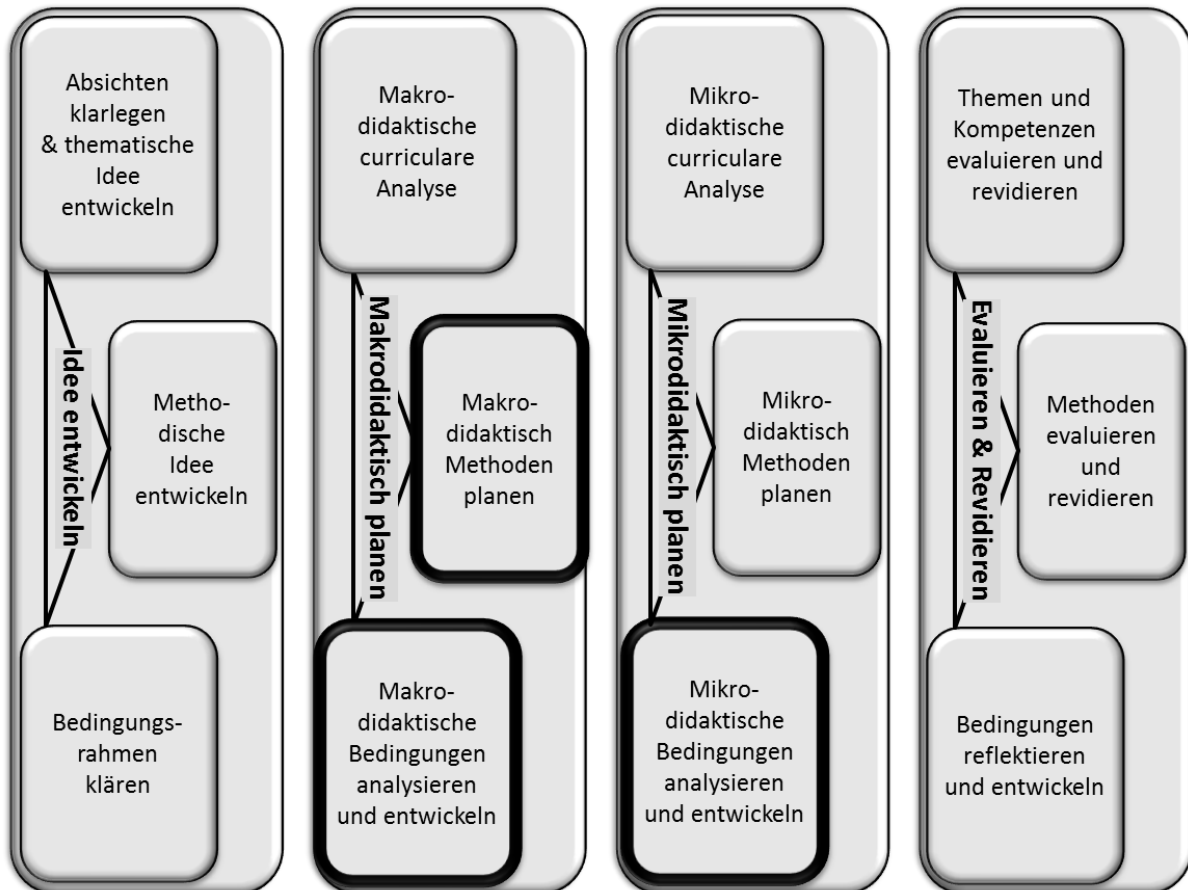 Absichten
klarlegen
& thematische
Idee
entwickeln
Idee entwickeln
Metho-
dische
Idee
entwickeln
Bedingungs-
rahmen
klären
Makro-
didaktische
curriculare
Analyse
Makrodidaktisch planen
Makro-
didaktisch
Methoden
planen
Makro-
didaktische
Bedingungen
analysieren
und entwickeln
Mikro-
didaktische
curriculare
Analyse
Mikrodidaktisch planen
Mikro-
didaktisch
Methoden
planen
Mikro-
didaktische
Bedingungen
analysieren
und entwickeln
Themen und
Kompetenzen
evaluieren und
revidieren
Evaluieren & Revidieren
Methoden
evaluieren
und
revidieren
Bedingungen
reflektieren
und entwickeln